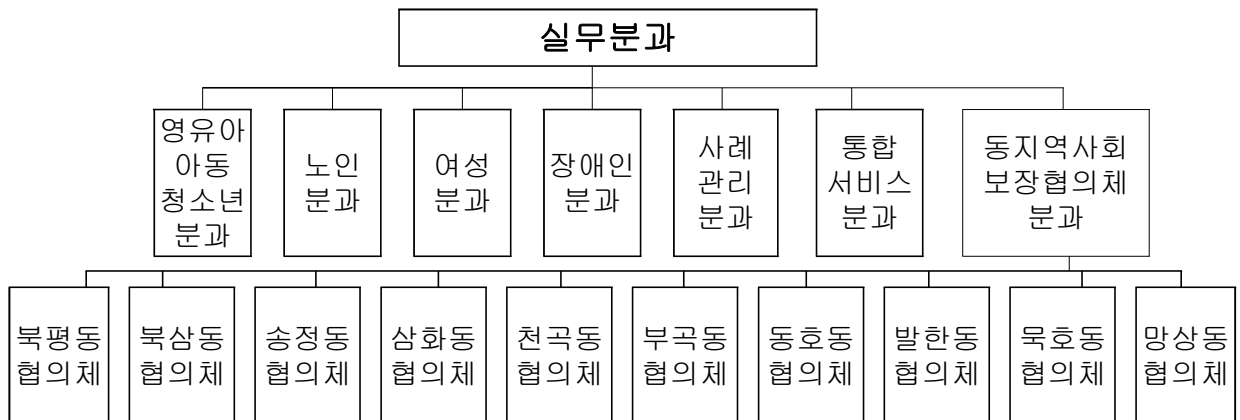 실무분과
영유아
아동
청소년
분과
노인
분과
여성
분과
장애인
분과
사례
관리
분과
통합
서비스
분과
동지역사회
보장협의체
분과
북평동
협의체
북삼동
협의체
송정동
협의체
삼화동
협의체
천곡동
협의체
부곡동
협의체
동호동
협의체
발한동
협의체
묵호동
협의체
망상동
협의체